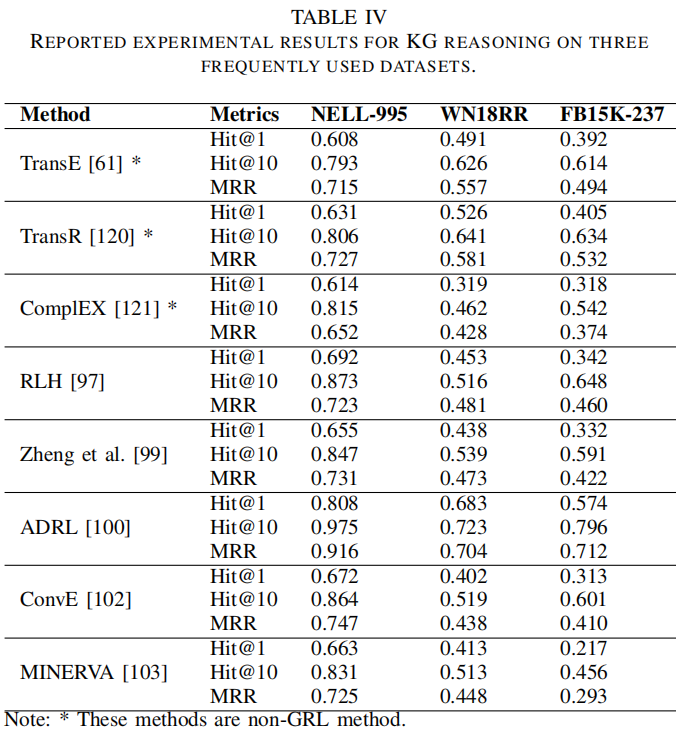 TABLE IV
REPORTED EXPERIMENTAL RESULTS FOR KG REASONING ON THREE
FREQUENTLY USED DATASETS.
Method Metrics NELL-995 WN18RR FB15K-237
Hit@1 0.608 0.491 0.392
TransE [61] * Hit@10 0.793 0.626 0.614
MRR 0.715 0.557 0.494
Hit@1 0.631 0.526 0.405
TransR [120] * Hit@10 0.806 0.641 0.634
MRR 0.727 0.581 0.532
Hit@1 0.614 0.319 0.318
ComplEX [121] * Hit@10 0.815 0.462 0.542
MRR 0.652 0.428 0.374
Hit@1 0.692 0.453 0.342
RLH [97] Hit@10 0.873 0.516 0.648
MRR 0.723 0.481 0.460
Hit@1 0.655 0.438 0.332
Zheng et al. [99] Hit@10 0.847 0.539 0.591
MRR 0.731 0.473 0.422
Hit@1 0.808 0.683 0.574
ADRL [100] Hit@10 0.975 0.723 0.796
MRR 0.916 0.704 0.712
Hit@1 0.672 0.402 0.313
ConvE [102] Hit@10 0.864 0.519 0.601
MRR 0.747 0.438 0.410
Hit@1 0.663 0.413 0.217
MINERVA [103] Hit@10 0.831 0.513 0.456
MRR 0.725 0.448 0.293
Note: * These methods are non-GRL method.